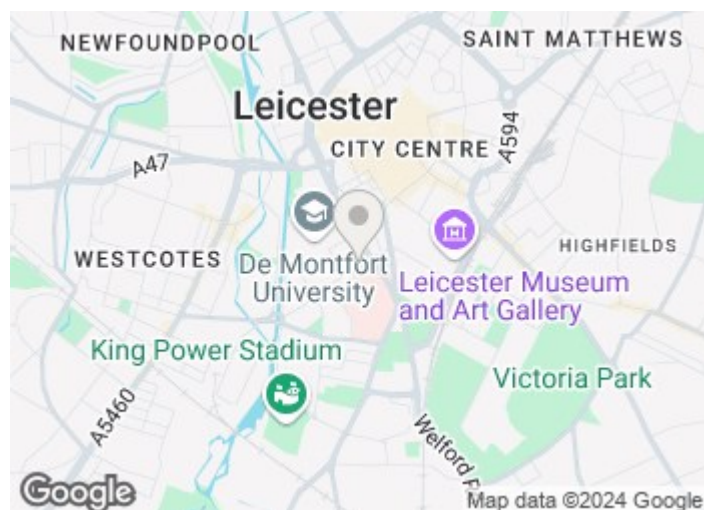 NEWFOUNDPOOL
SAINT MATTHEWS
Leicester
CITY CENTRE
A594
A47
WESTCOTES
De Montfort
University
HIGHFIELDS
Leicester Museum
and Art Gallery
King Power Stadium
Victoria Park
A5460
Welford R
Google
Map data ©2024 Google